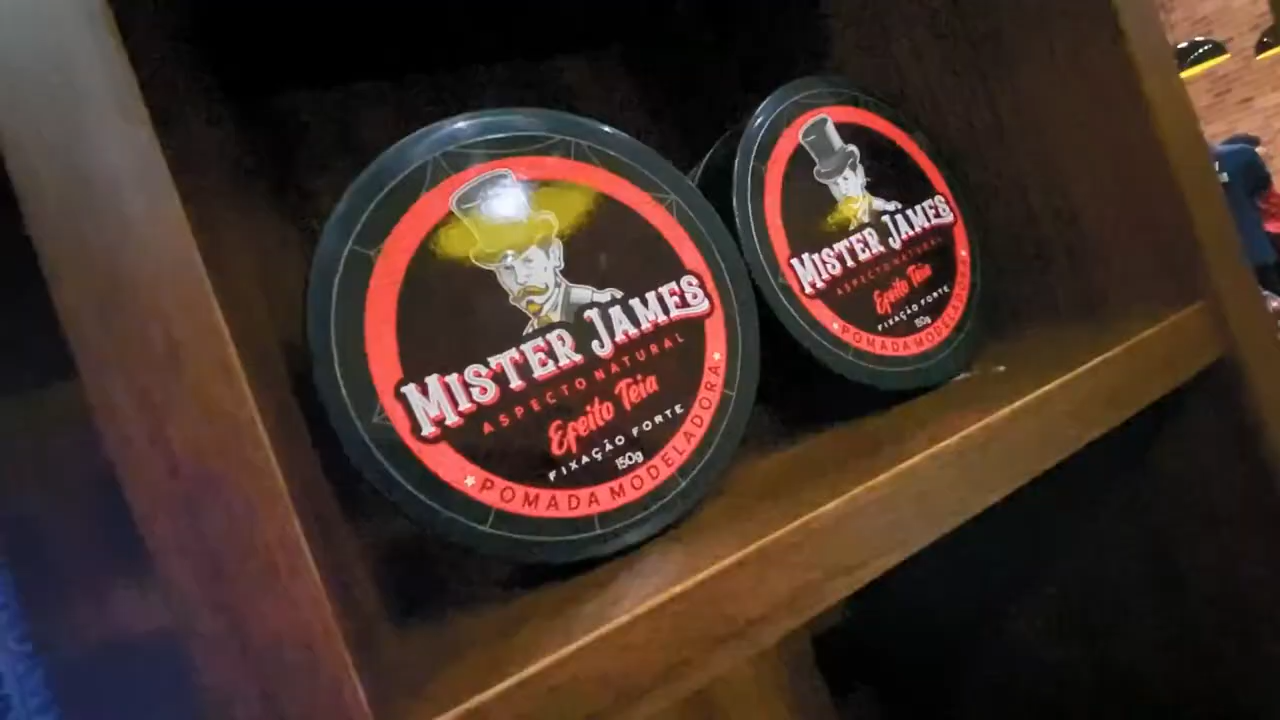 MISTER JAMES
ASPECTO NATURAL
Efeito Teia
FIXAÇÃO FORTE
150g
POMADA MODELADORA
MISTER JAMES
ASPECTO NATURAL
Efeito Teia
FIXAÇÃO FORTE
150g
POMADA MODELADORA